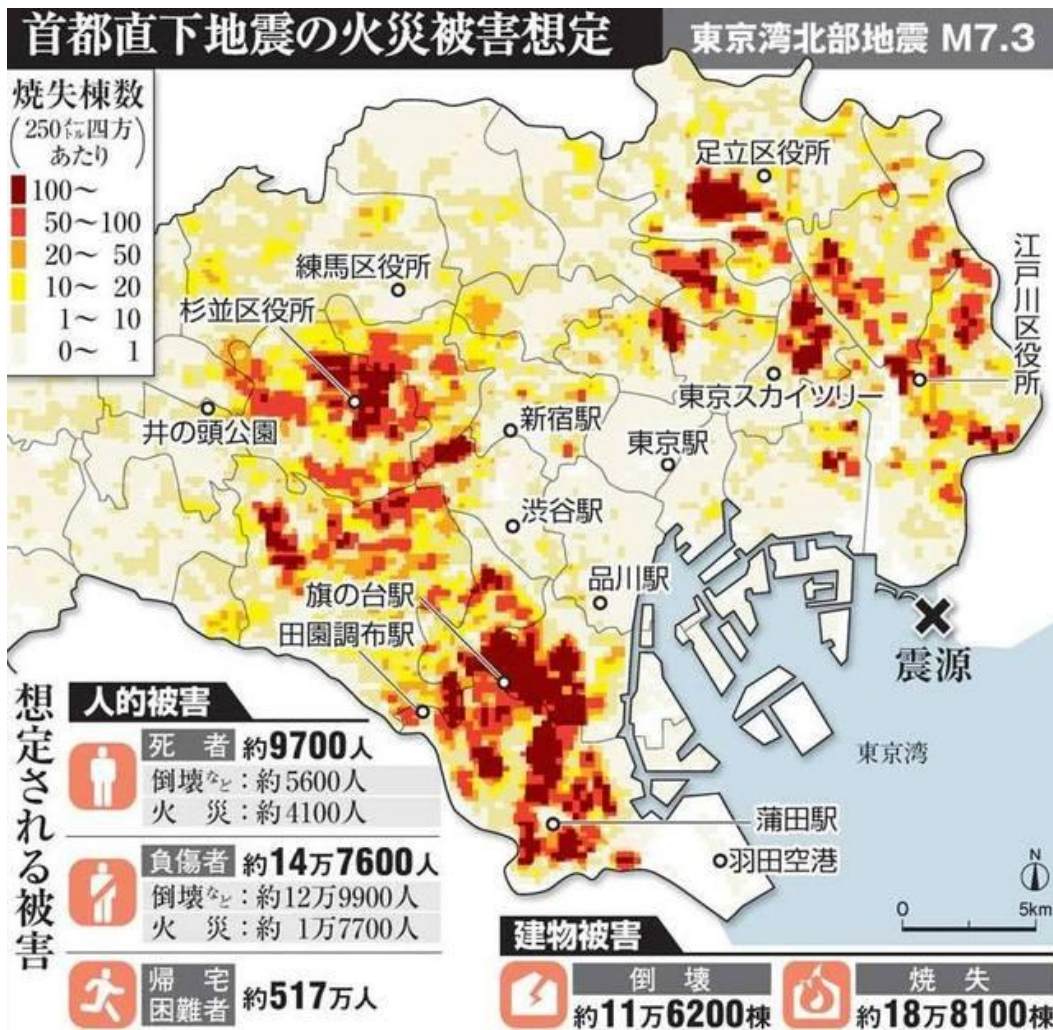 首都直下地震の火災被害想定
東京湾北部地震 M7.3
焼失棟数
(250メートル四方
あたり)
100〜
50〜100
20〜 50
10〜 20
1〜 10
0〜 1
足立区役所
江戸川区役所
練馬区役所
杉並区役所
井の頭公園
新宿駅
東京スカイツリー
東京駅
渋谷駅
品川駅
旗の台駅
田園調布駅
震源
東京湾
蒲田駅
羽田空港
N
0 5km
想定される被害
人的被害
死者 約9700人
倒壊など:約5600人
火災:約4100人
負傷者 約14万7600人
倒壊など:約12万9900人
火災:約1万7700人
帰宅
困難者 約517万人
建物被害
倒壊
約11万6200棟
焼失
約18万8100棟